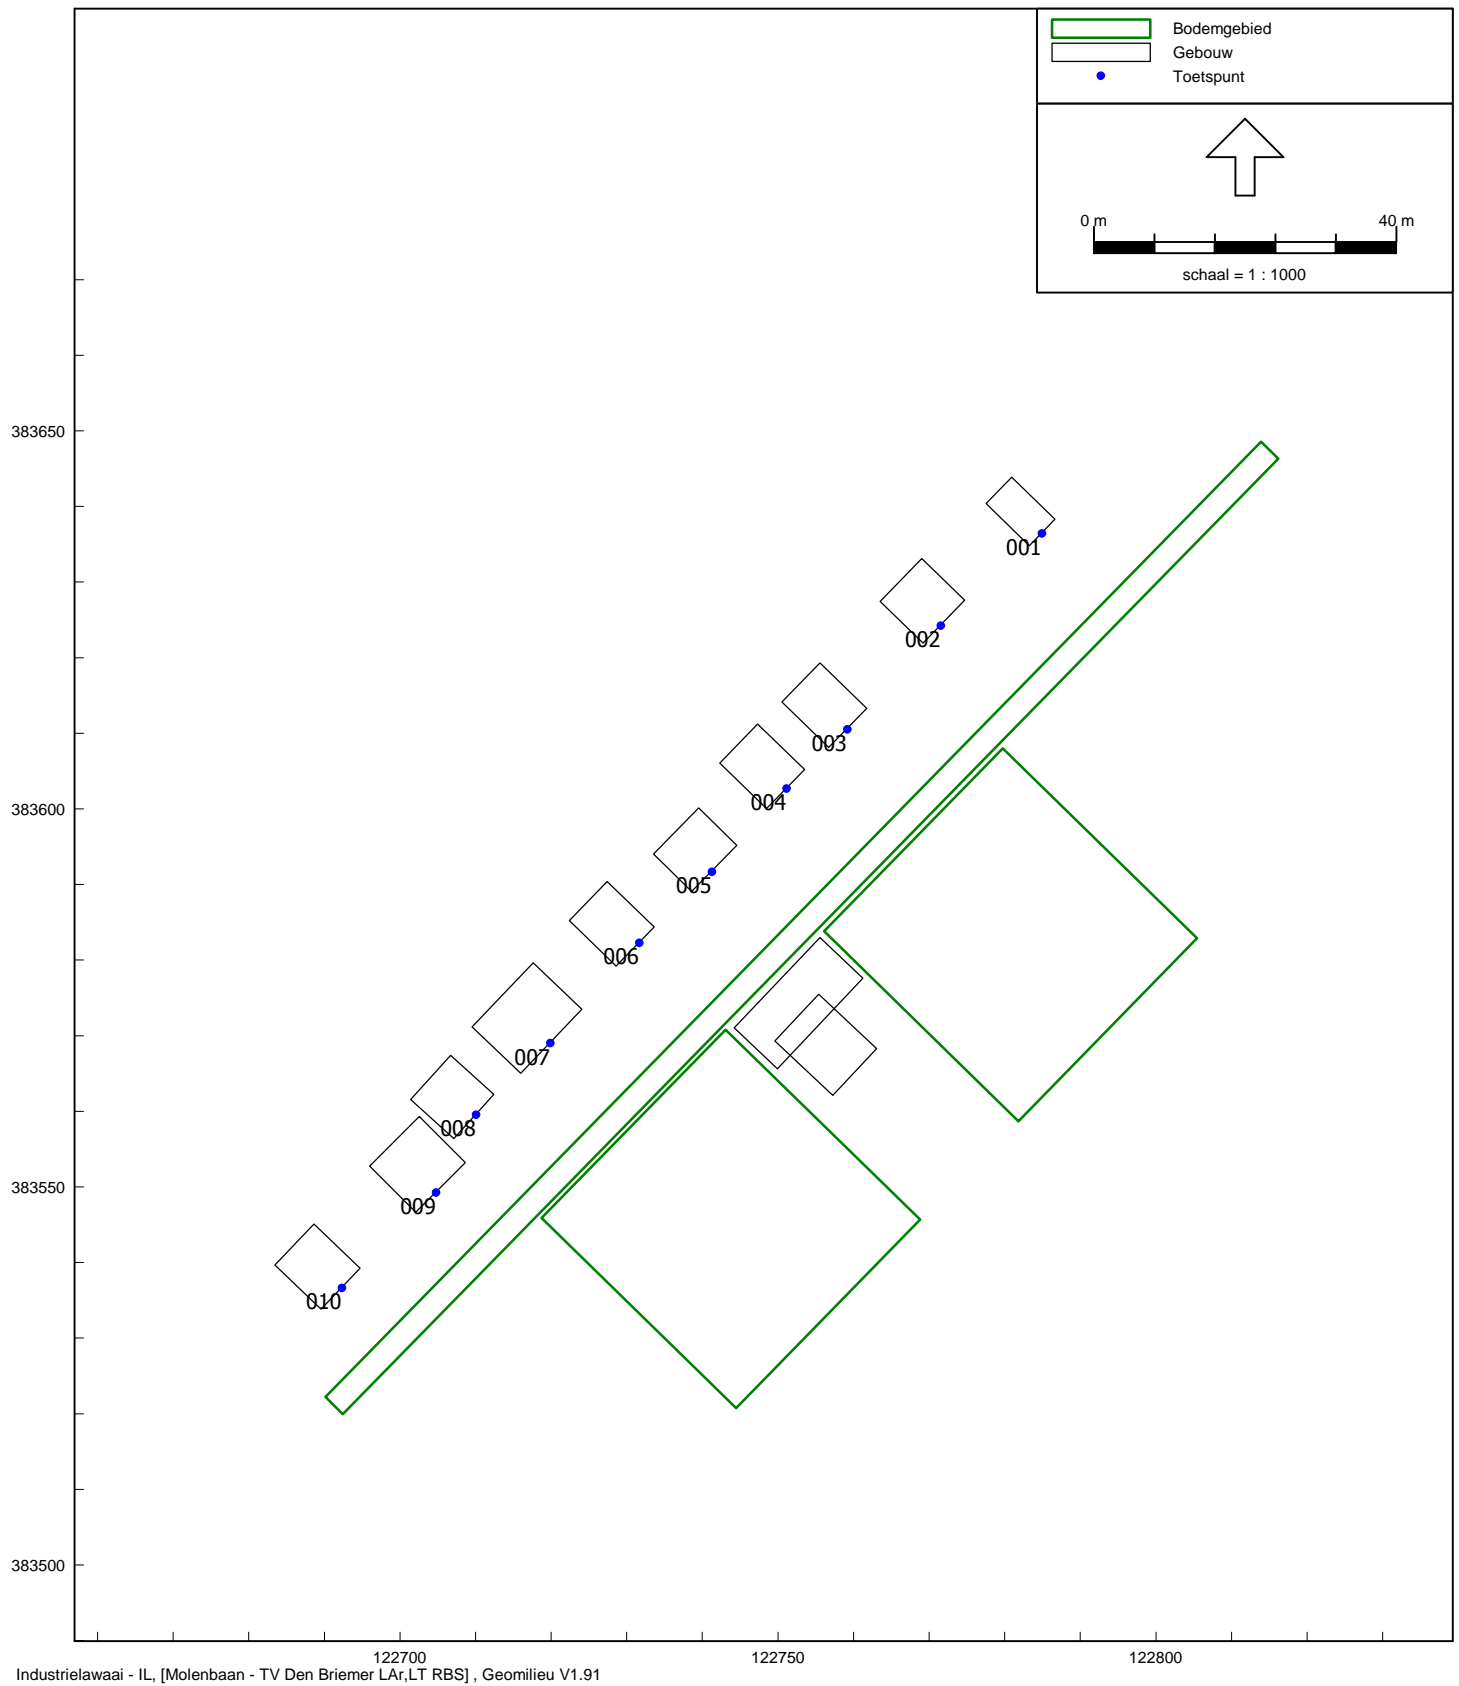 Bodemgebied
Gebouw
Toetspunt
0 m 40 m
schaal = 1 : 1000
383650
001
002
003
004
383600
005
006
007
008
383550
009
010
383500
122700 122750 122800
Industrielawaai - IL, [Molenbaan - TV Den Briemer LAr,LT RBS] , Geomilieu V1.91